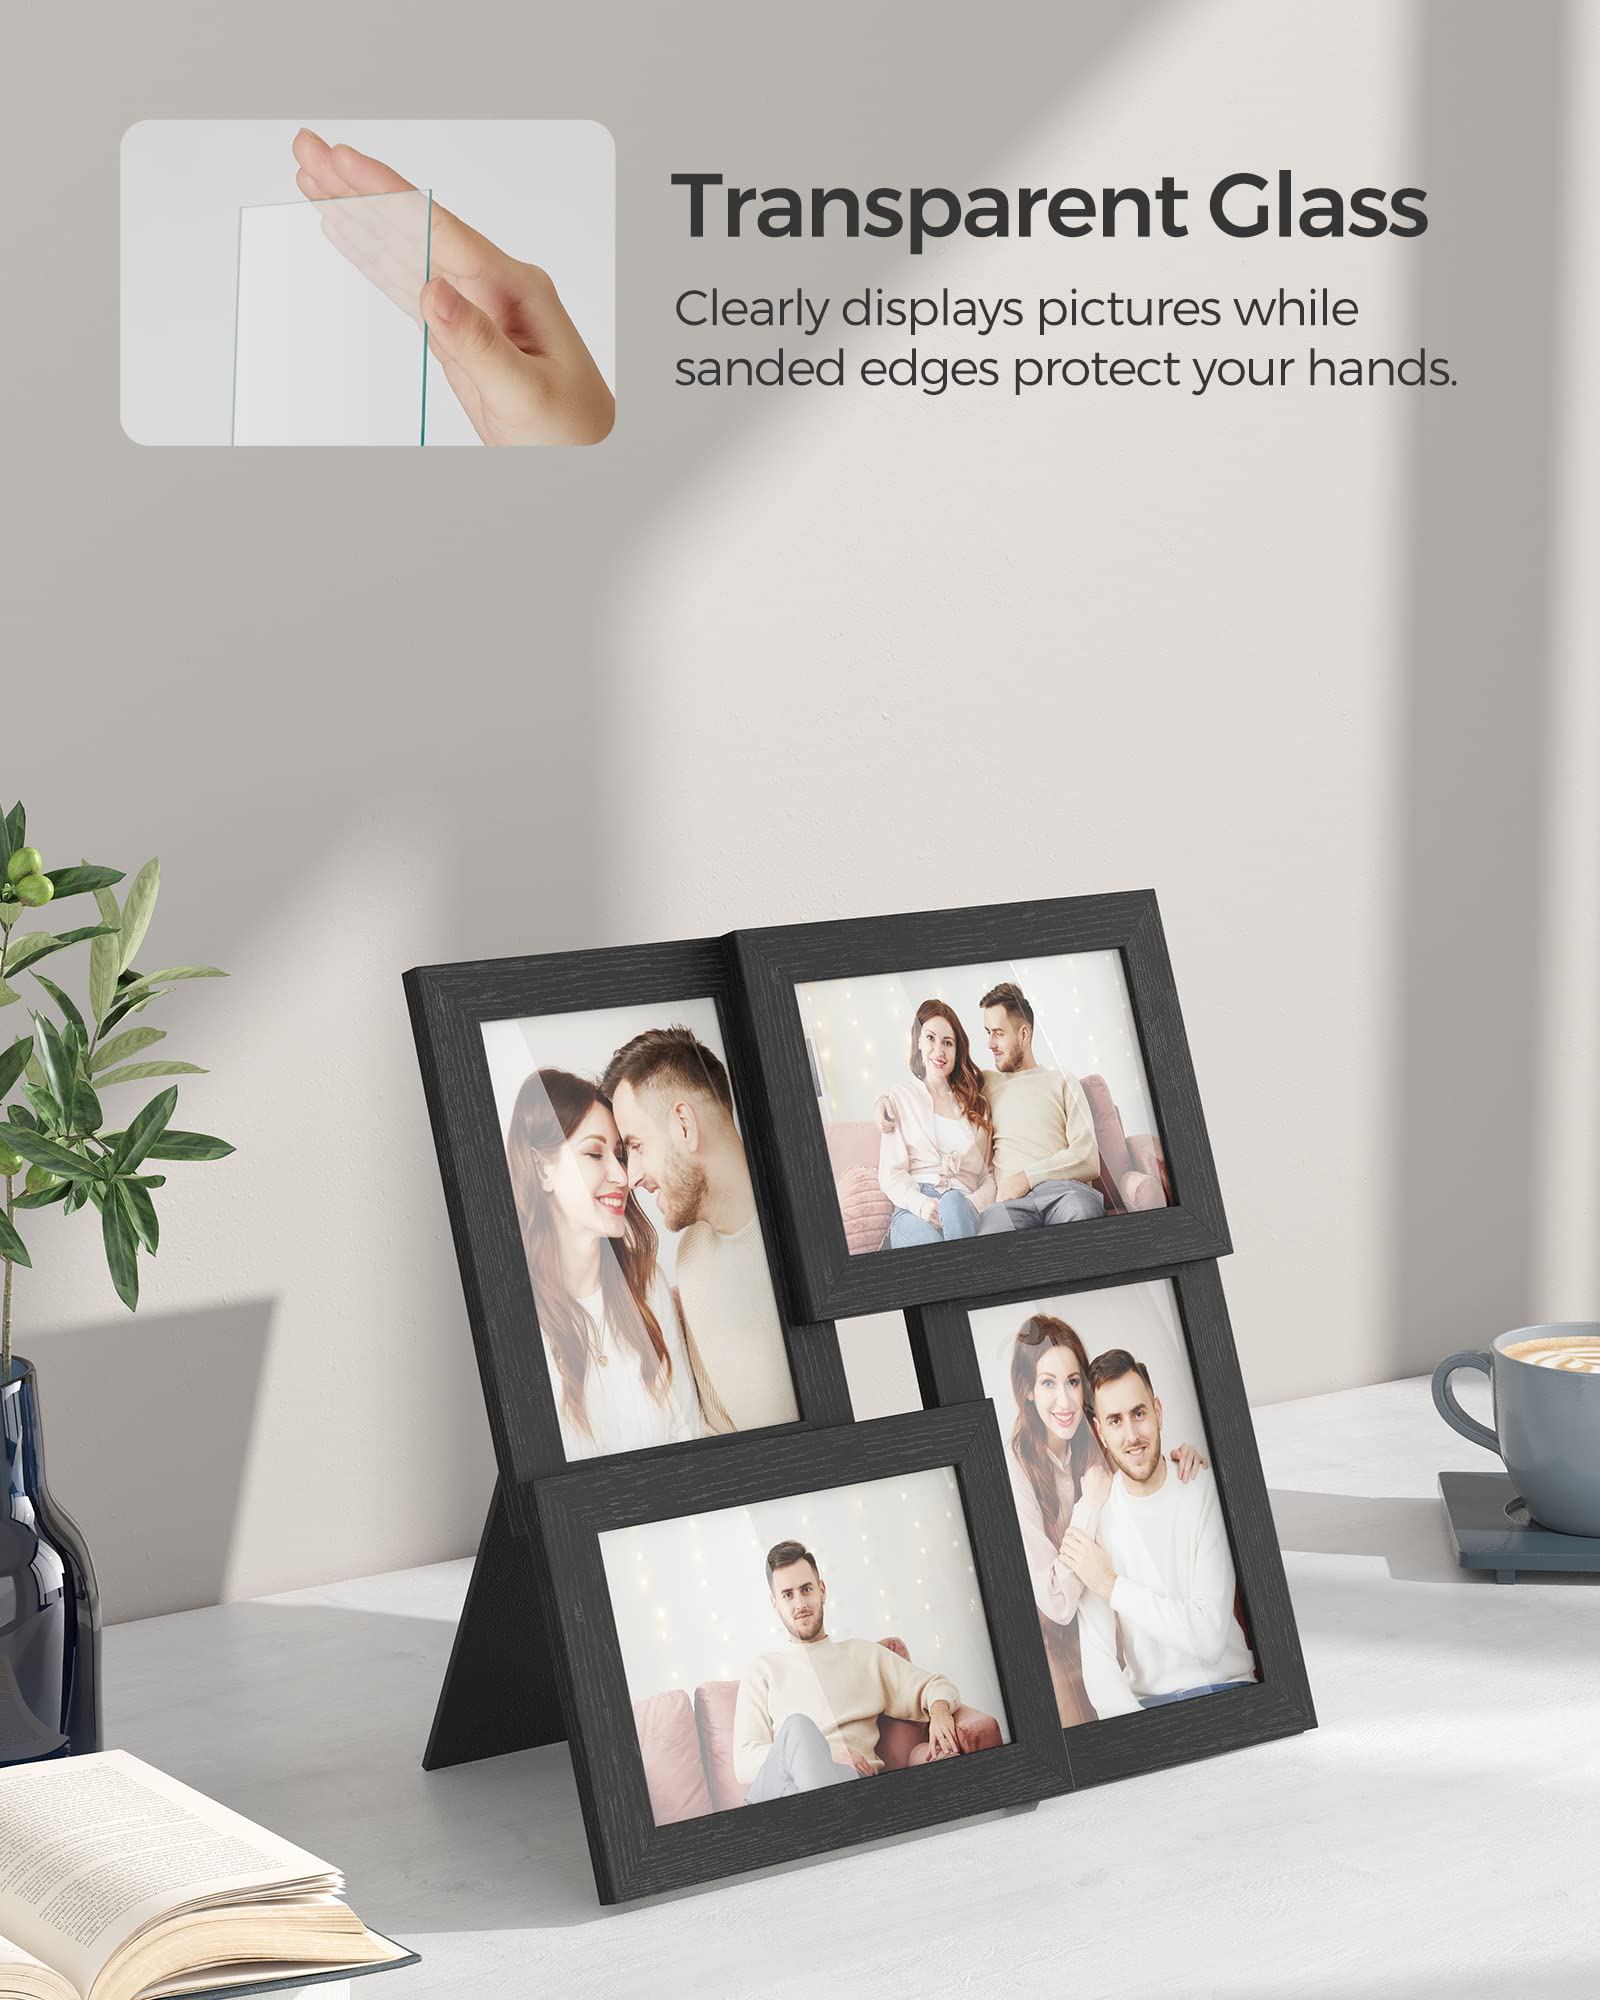 Transparent Glass
Clearly displays pictures while
sanded edges protect your hands.